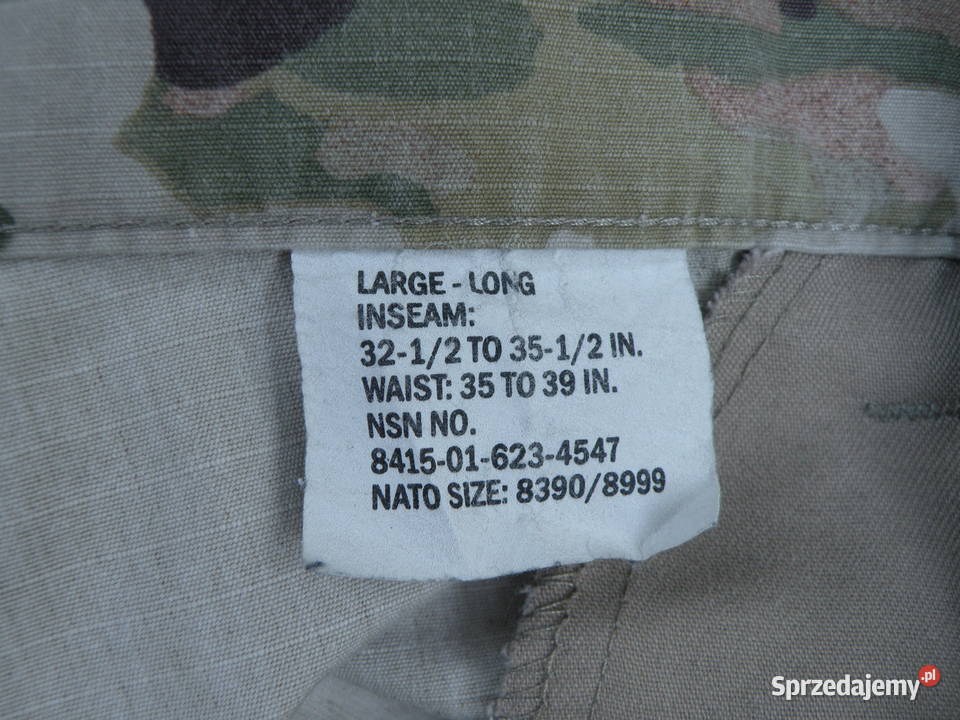 LARGE - LONG
INSEAM:
32-1/2 TO 35-1/2 IN.
WAIST: 35 TO 39 IN.
NSN NO.
8415-01-623-4547
NATO SIZE: 8390/8999
Sprzedajemy.pl